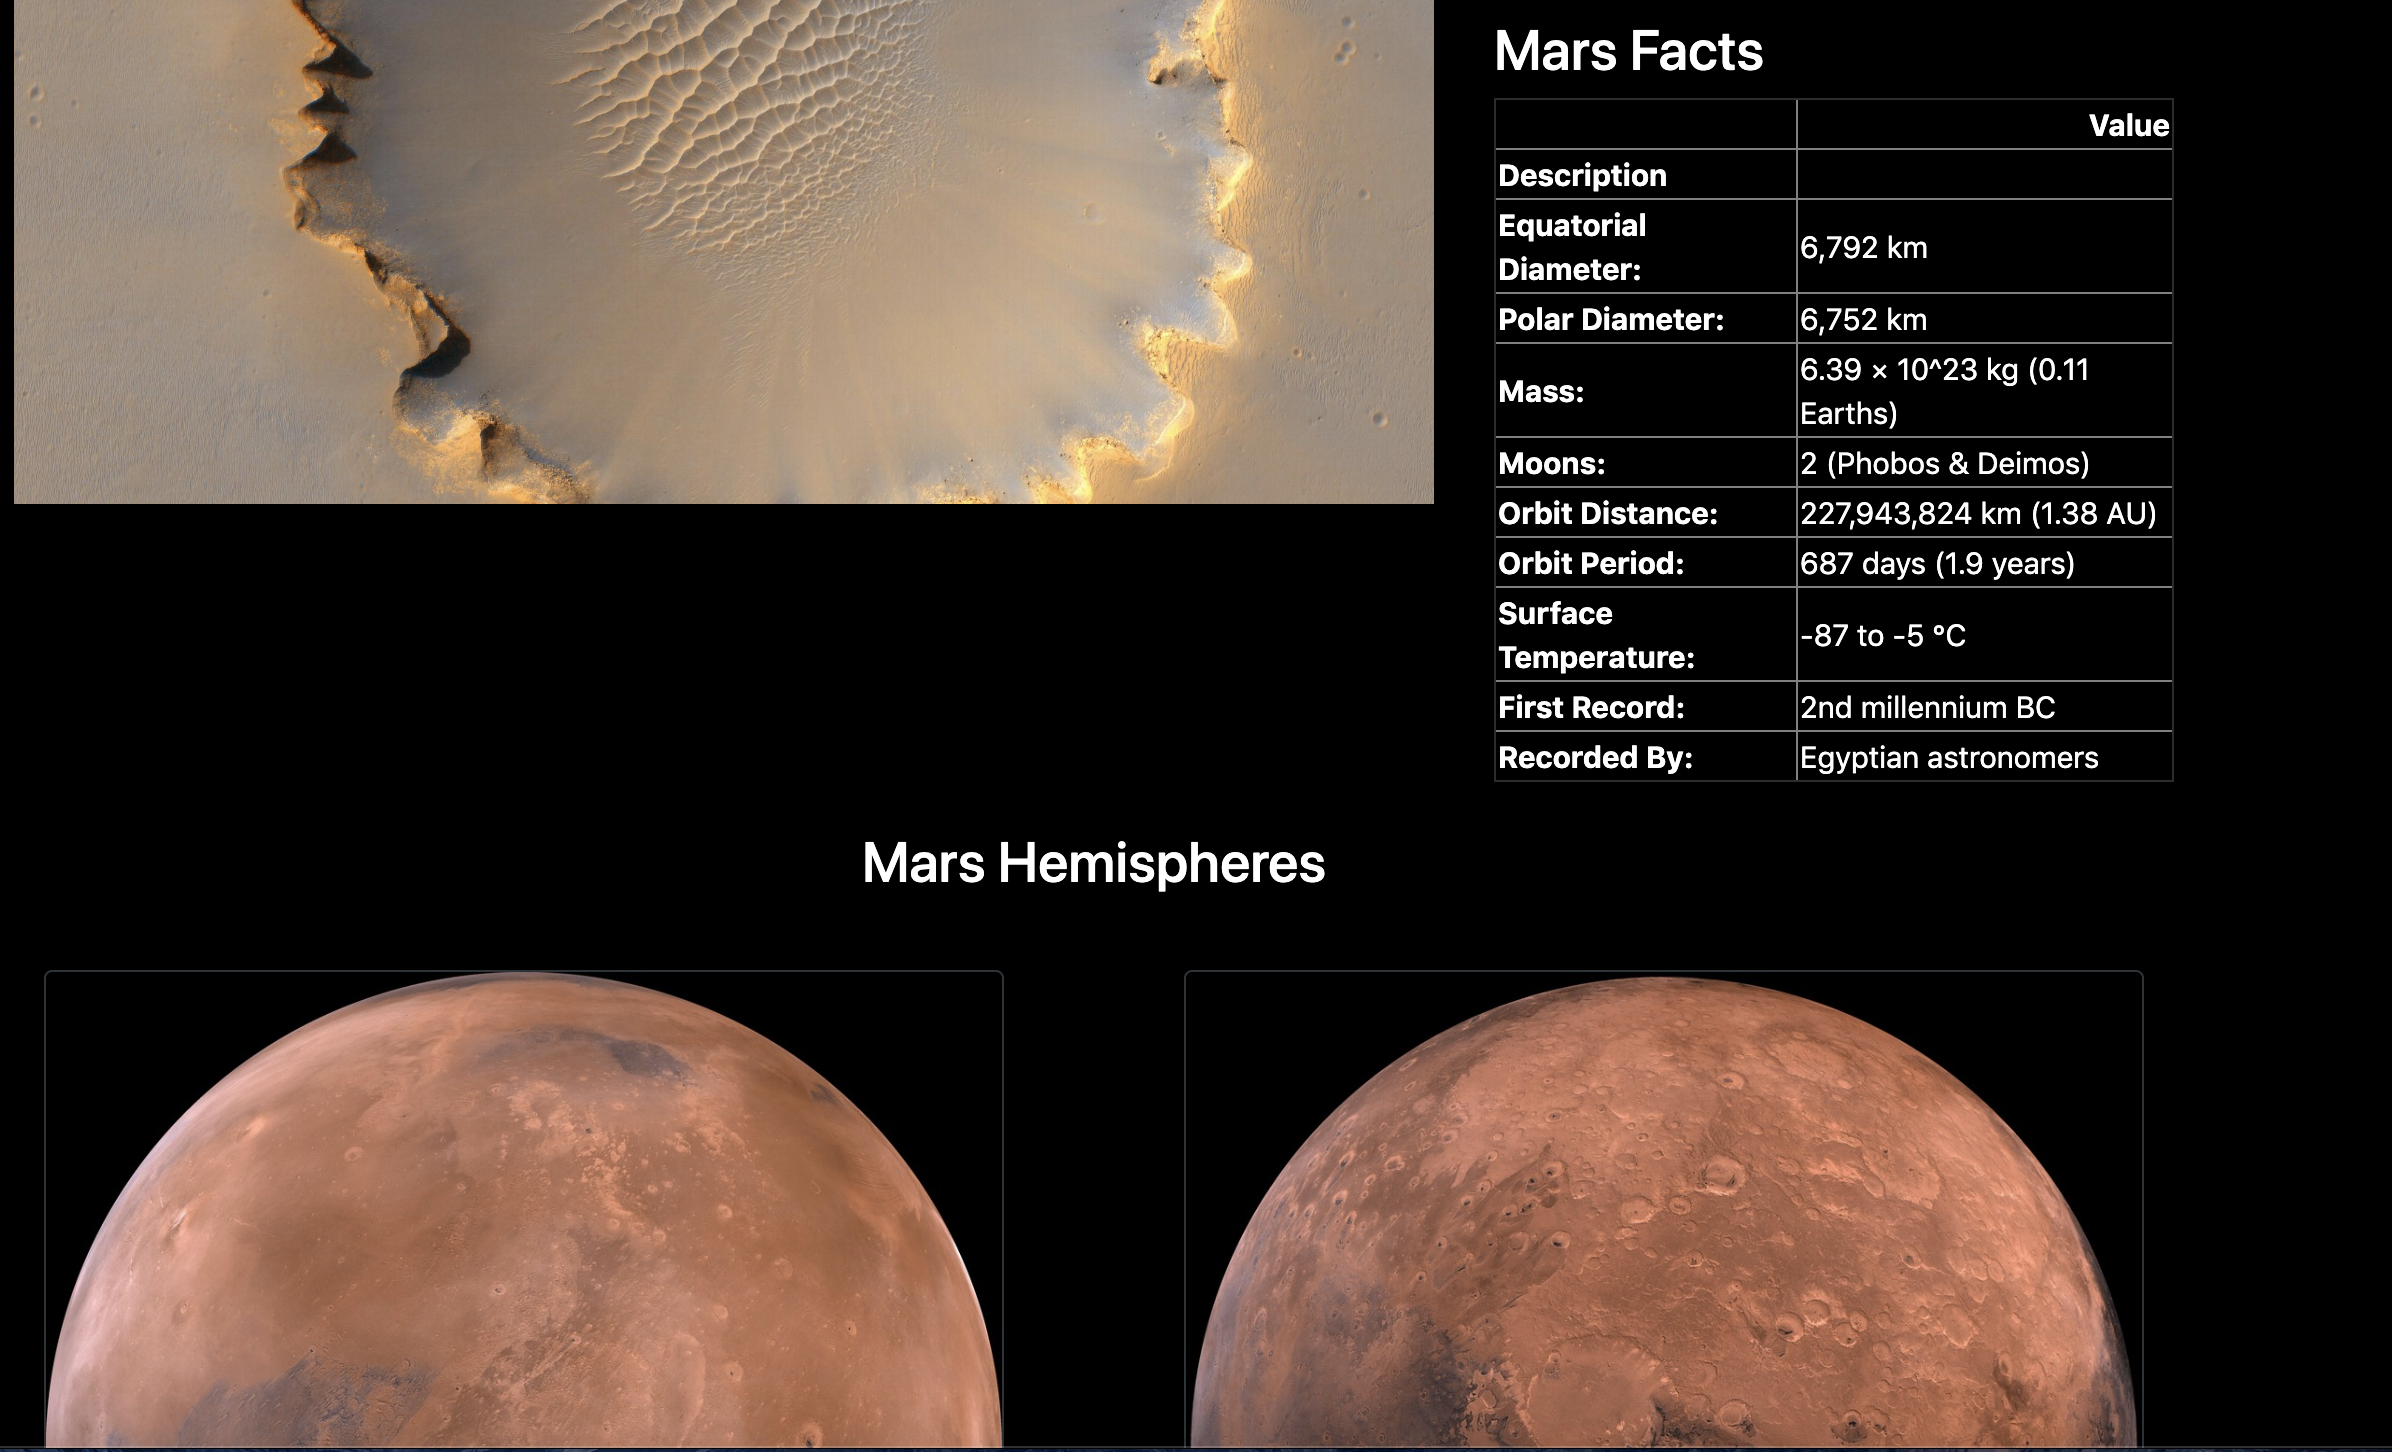 Mars Facts
Value
Description
Equatorial
Diameter:
6,792 km
Polar Diameter:
6,752 km
Mass:
6.39 × 10^23 kg (0.11
Earths)
Moons:
2 (Phobos & Deimos)
Orbit Distance:
227,943,824 km (1.38 AU)
Orbit Period:
687 days (1.9 years)
Surface
Temperature:
-87 to -5 °C
First Record:
2nd millennium BC
Recorded By:
Egyptian astronomers
Mars Hemispheres